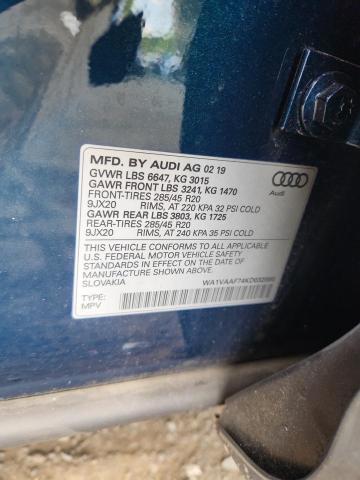 MFD. BY AUDI AG 02 19
GVWR LBS 6647, KG 3015
GAWR FRONT LBS 3241, KG 1470
FRONT-TIRES 285/45 R20
9JX20 RIMS, AT 220 KPA 32 PSI COLD
GAWR REAR LBS 3803, KG 1725
REAR-TIRES 285/45 R20
9JX20 RIMS, AT 240 KPA 35 PSI COLD
Audi
THIS VEHICLE CONFORMS TO ALL APPLICABLE
U.S. FEDERAL MOTOR VEHICLE SAFETY
STANDARDS IN EFFECT ON THE DATE OF
MANUFACTURE SHOWN ABOVE
SLOVAKIA
TYPE:
MPV